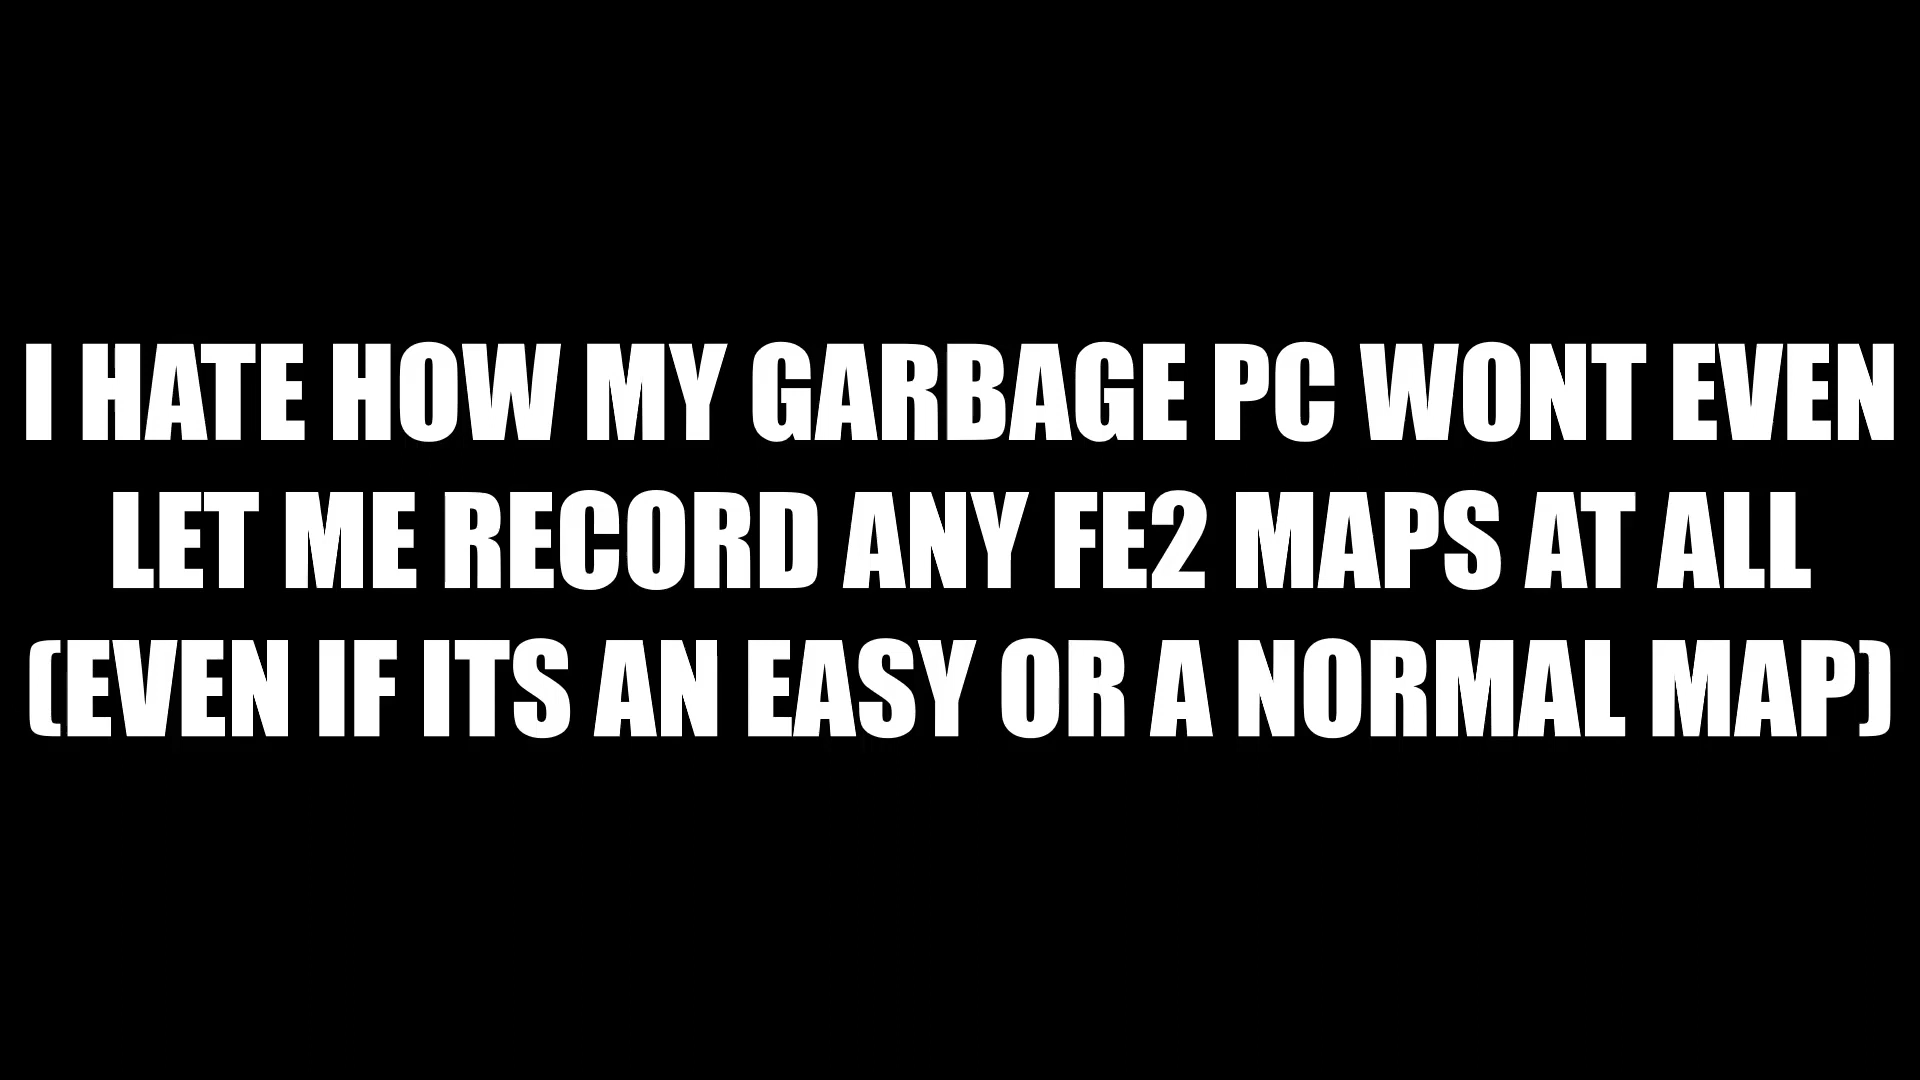 I HATE HOW MY GARBAGE PC WONT EVEN
LET ME RECORD ANY FE2 MAPS AT ALL
(EVEN IF ITS AN EASY OR A NORMAL MAP)